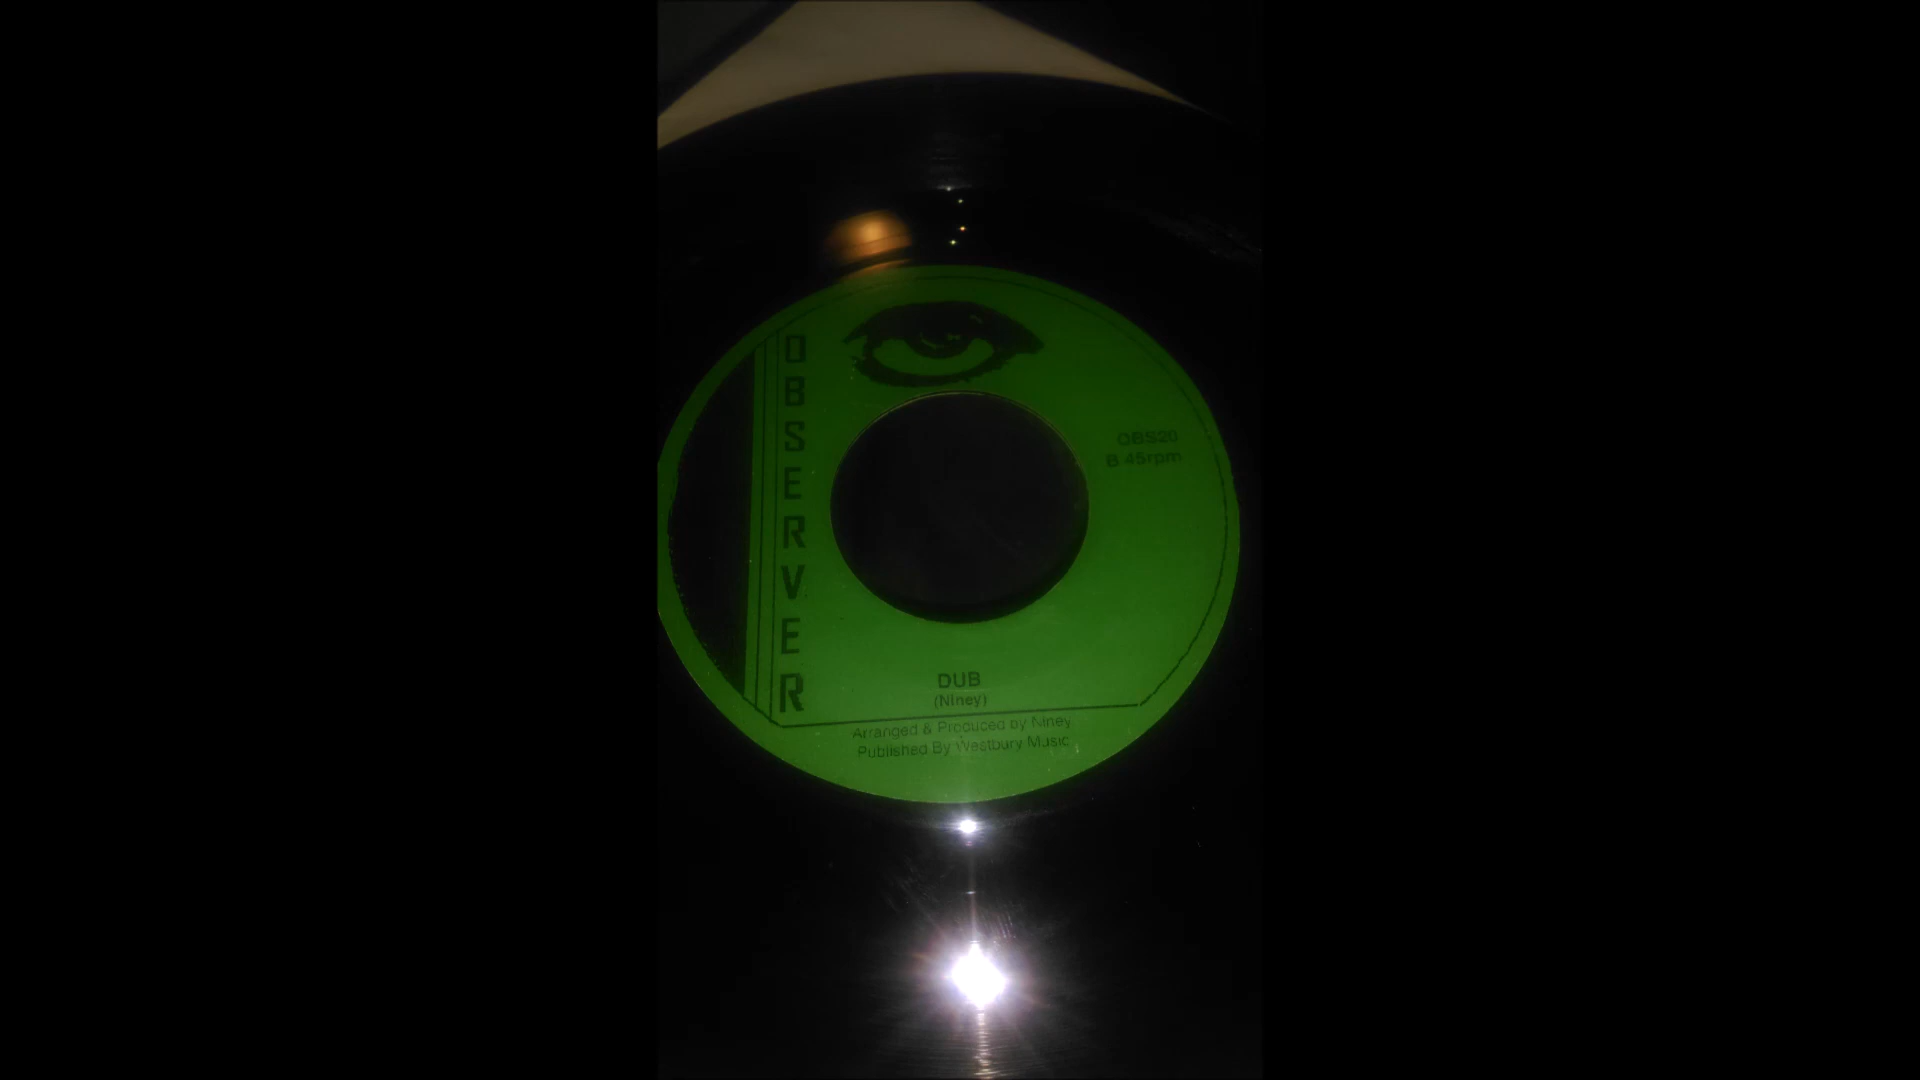 OBSERVER
OBS20
B 45rpm
DUB
(Niney)
Arranged & Produced by Niney
Published By Westbury Music